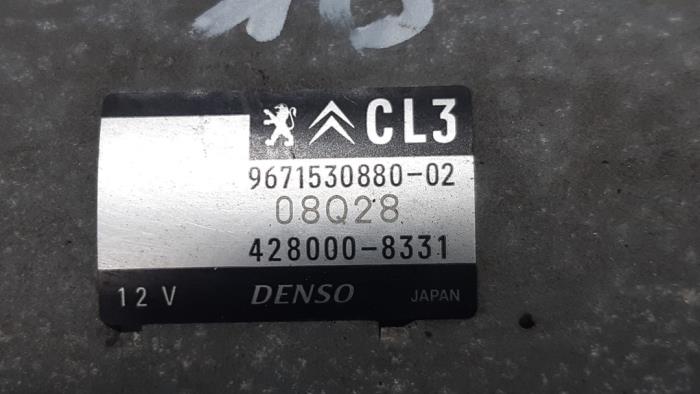 CL3
9671530880-02
08Q28
428000-8331
12 V DENSO JAPAN